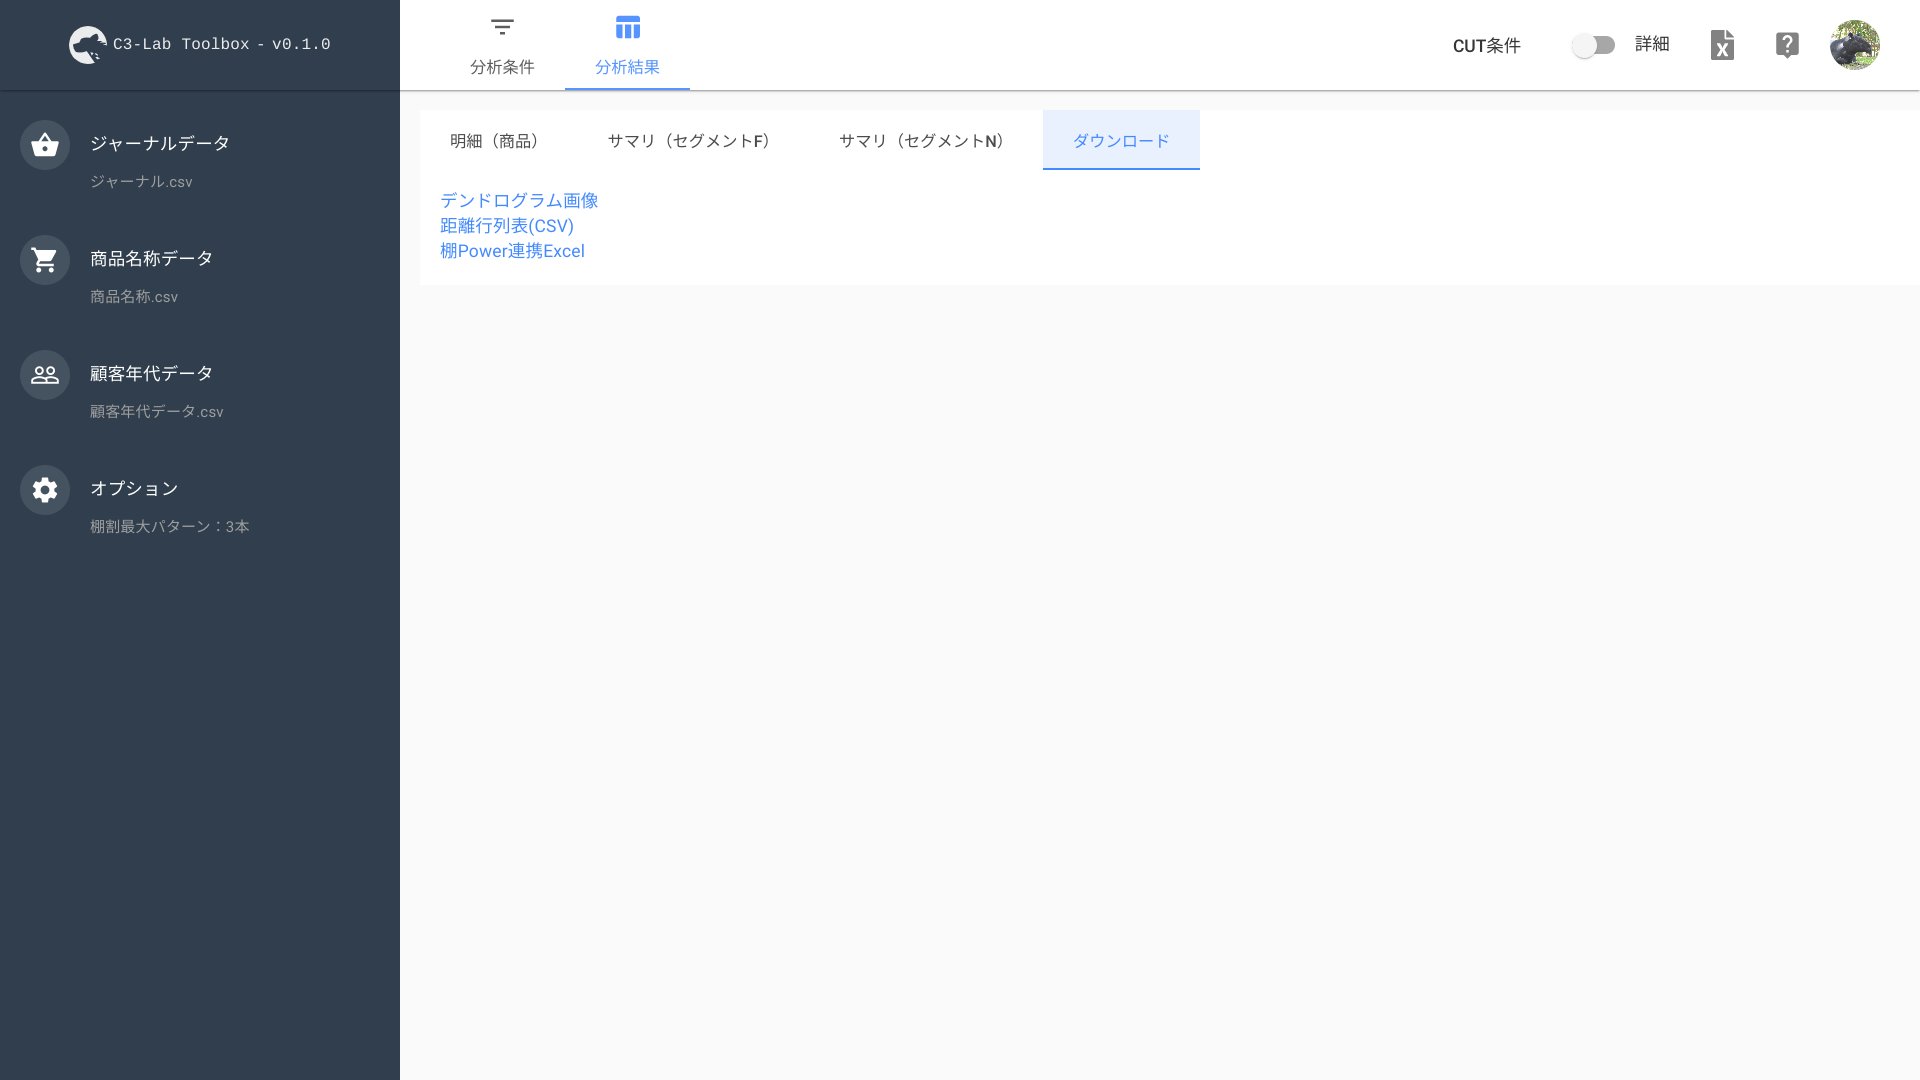 C3-Lab Toolbox - v0.1.0
分析条件
分析結果
CUT条件
詳細
ジャーナルデータ
ジャーナル.csv
商品名称データ
商品名称.csv
顧客年代データ
顧客年代データ.csv
オプション
棚割最大パターン：3本
明細（商品）
サマリ（セグメントF）
サマリ（セグメントN）
ダウンロード
デンドログラム画像
距離行列表(CSV)
棚Power連携Excel